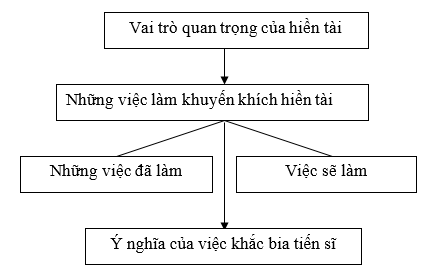 Vai trò quan trọng của hiền tài
Những việc làm khuyến khích hiền tài
Những việc đã làm
Việc sẽ làm
Ý nghĩa của việc khắc bia tiến sĩ